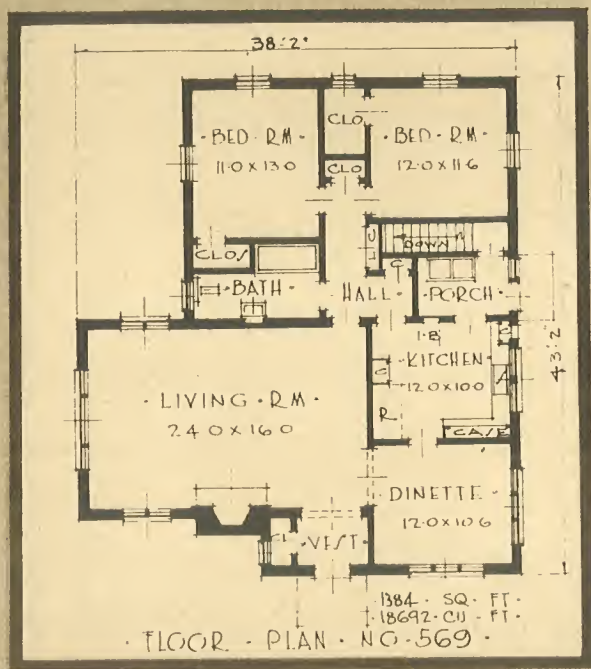 38'-2"
CLO
· BED · RM ·
11·0 X 13·0
· BED · RM ·
12·0 X 11·6
CLO
DOWN
L C
CLOS
· BATH ·
HALL
C
· PORCH ·
I·B
C
· KITCHEN ·
12·0 X 10·0
S
A
R
CASE
43'-2"
· LIVING · RM ·
24·0 X 16·0
DINETTE ·
12·0 X 10·6
CL
· VEST ·
· 1384 · SQ · FT ·
· 18692 · CU · FT ·
· FLOOR · PLAN · NO · 569 ·